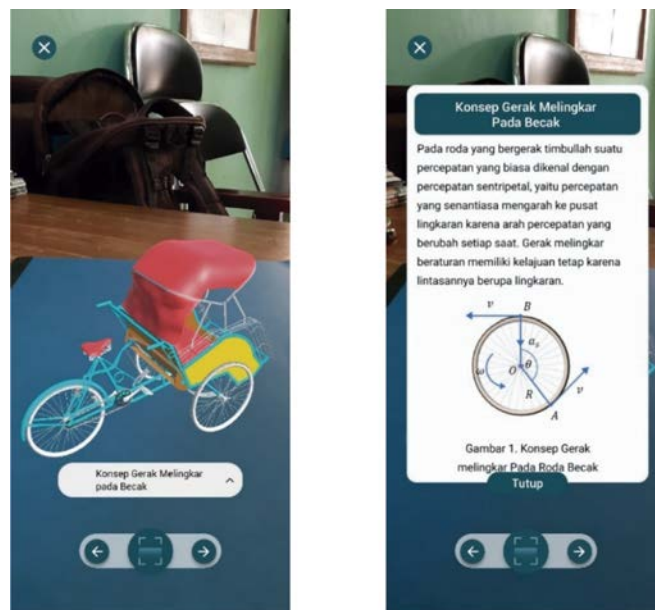 Konsep Gerak Melingkar
pada Becak
Konsep Gerak Melingkar
Pada Becak
Pada roda yang bergerak timbullah suatu
percepatan yang biasa dikenal dengan
percepatan sentripetal, yaitu percepatan
yang senantiasa mengarah ke pusat
lingkaran karena arah percepatan yang
berubah setiap saat. Gerak melingkar
beraturan memiliki kelajuan tetap karena
lintasannya berupa lingkaran.
v B
a_s
ω O θ v
R
A
Gambar 1. Konsep Gerak
melingkar Pada Roda Becak
Tutup